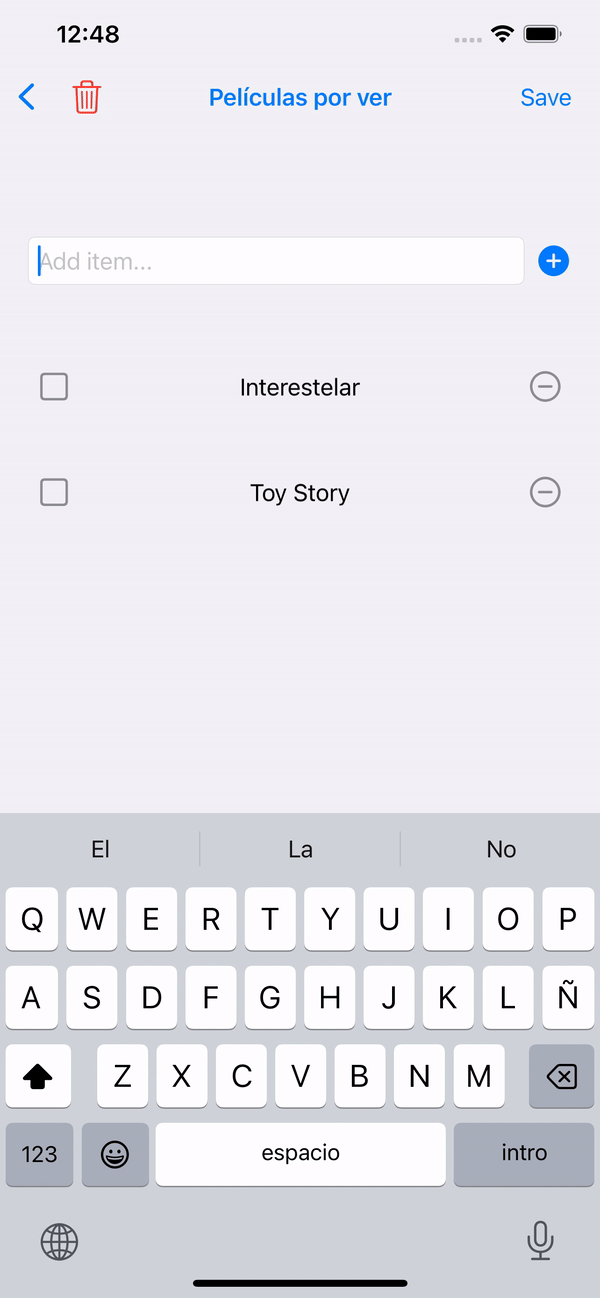 12:48
Películas por ver Save
Add item...
Interestelar
Toy Story
El La No
Q W E R T Y U I O P
A S D F G H J K L Ñ
Z X C V B N M
123 espacio intro